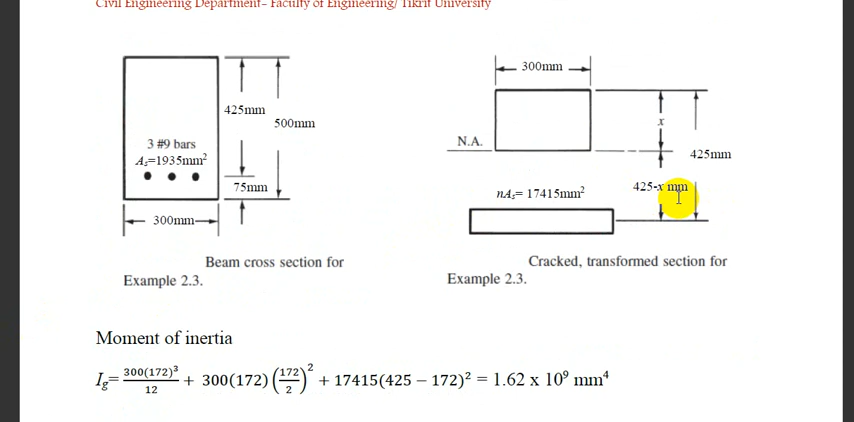 Civil Engineering Department– Faculty of Engineering/ Tikrit University
300mm
425mm
500mm
3 #9 bars
Aₛ=1935mm²
75mm
300mm
N.A.
x
425mm
425-x mm
nAₛ= 17415mm²
Beam cross section for
Example 2.3.
Cracked, transformed section for
Example 2.3.
Moment of inertia
I_g= 300(172)³/12 + 300(172) (172/2)² + 17415(425 − 172)² = 1.62 x 10⁹ mm⁴